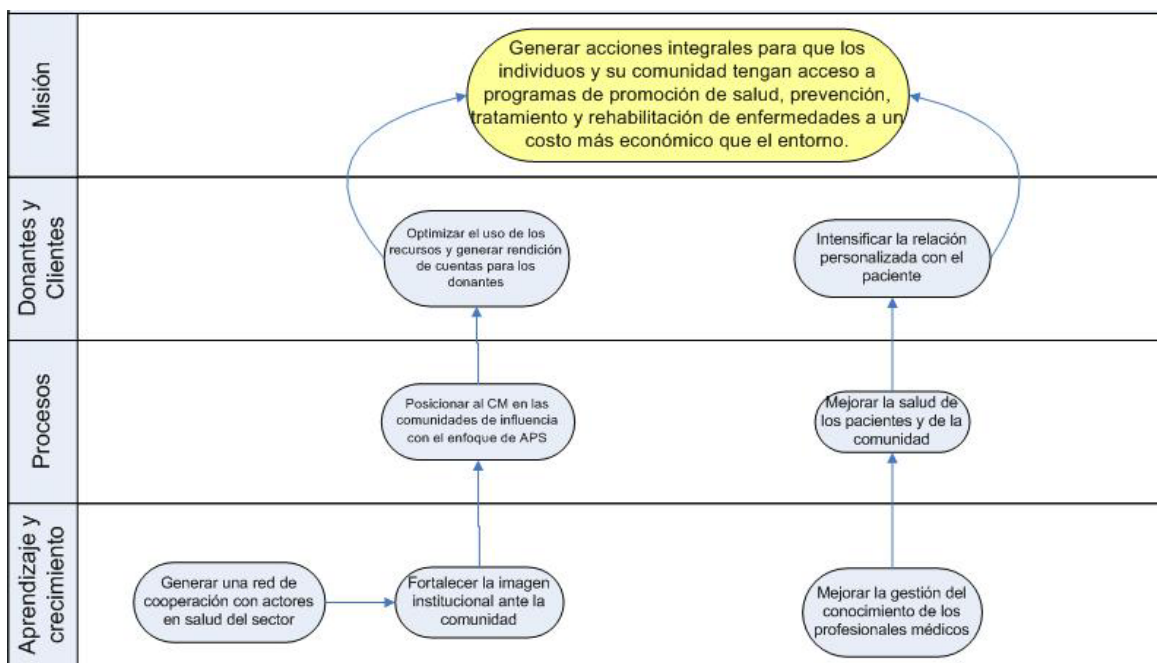 Misión
Generar acciones integrales para que los
individuos y su comunidad tengan acceso a
programas de promoción de salud, prevención,
tratamiento y rehabilitación de enfermedades a un
costo más económico que el entorno.
Donantes y
Clientes
Optimizar el uso de los
recursos y generar rendición
de cuentas para los
donantes
Intensificar la relación
personalizada con el
paciente
Procesos
Posicionar al CM en las
comunidades de influencia
con el enfoque de APS
Mejorar la salud de
los pacientes y de la
comunidad
Aprendizaje y
crecimiento
Generar una red de
cooperación con actores
en salud del sector
Fortalecer la imagen
institucional ante la
comunidad
Mejorar la gestión del
conocimiento de los
profesionales médicos